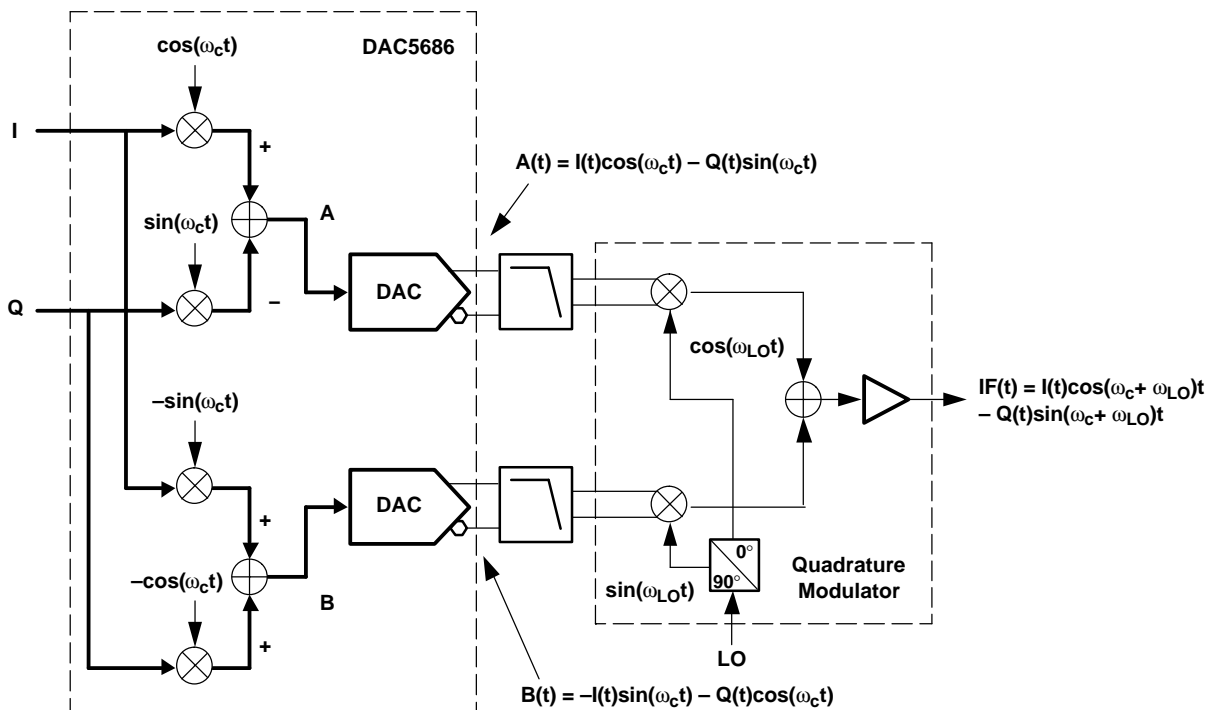 cos(ωct)
DAC5686
I
+
A(t) = I(t)cos(ωct) – Q(t)sin(ωct)
A
sin(ωct)
DAC
Q
–
cos(ωLOt)
–sin(ωct)
IF(t) = I(t)cos(ωc+ ωLO)t
– Q(t)sin(ωc+ ωLO)t
DAC
+
0°
90°
Quadrature
Modulator
–cos(ωct)
B
sin(ωLOt)
+
LO
B(t) = –I(t)sin(ωct) – Q(t)cos(ωct)